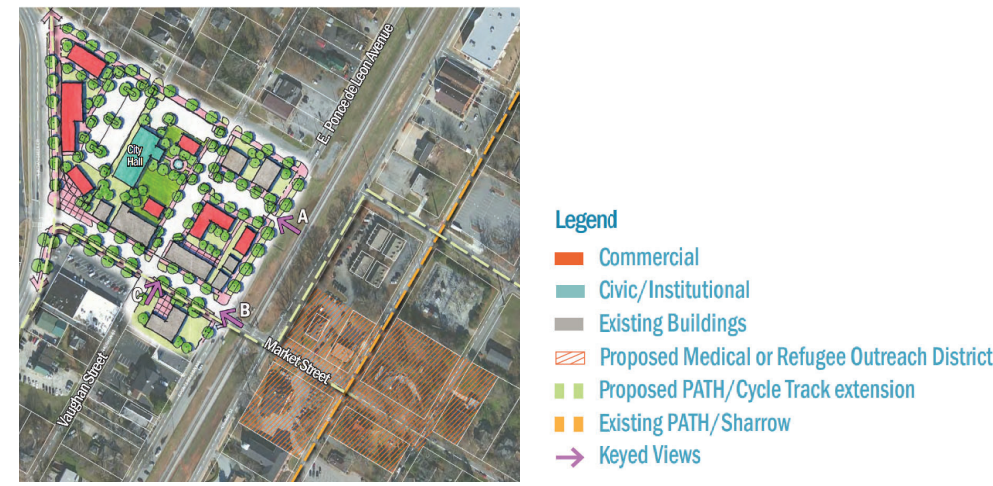 E. Ponce de Leon Avenue
City
Hall
A
B
C
Market Street
Vaughan Street
Legend
Commercial
Civic/Institutional
Existing Buildings
Proposed Medical or Refugee Outreach District
Proposed PATH/Cycle Track extension
Existing PATH/Sharrow
Keyed Views